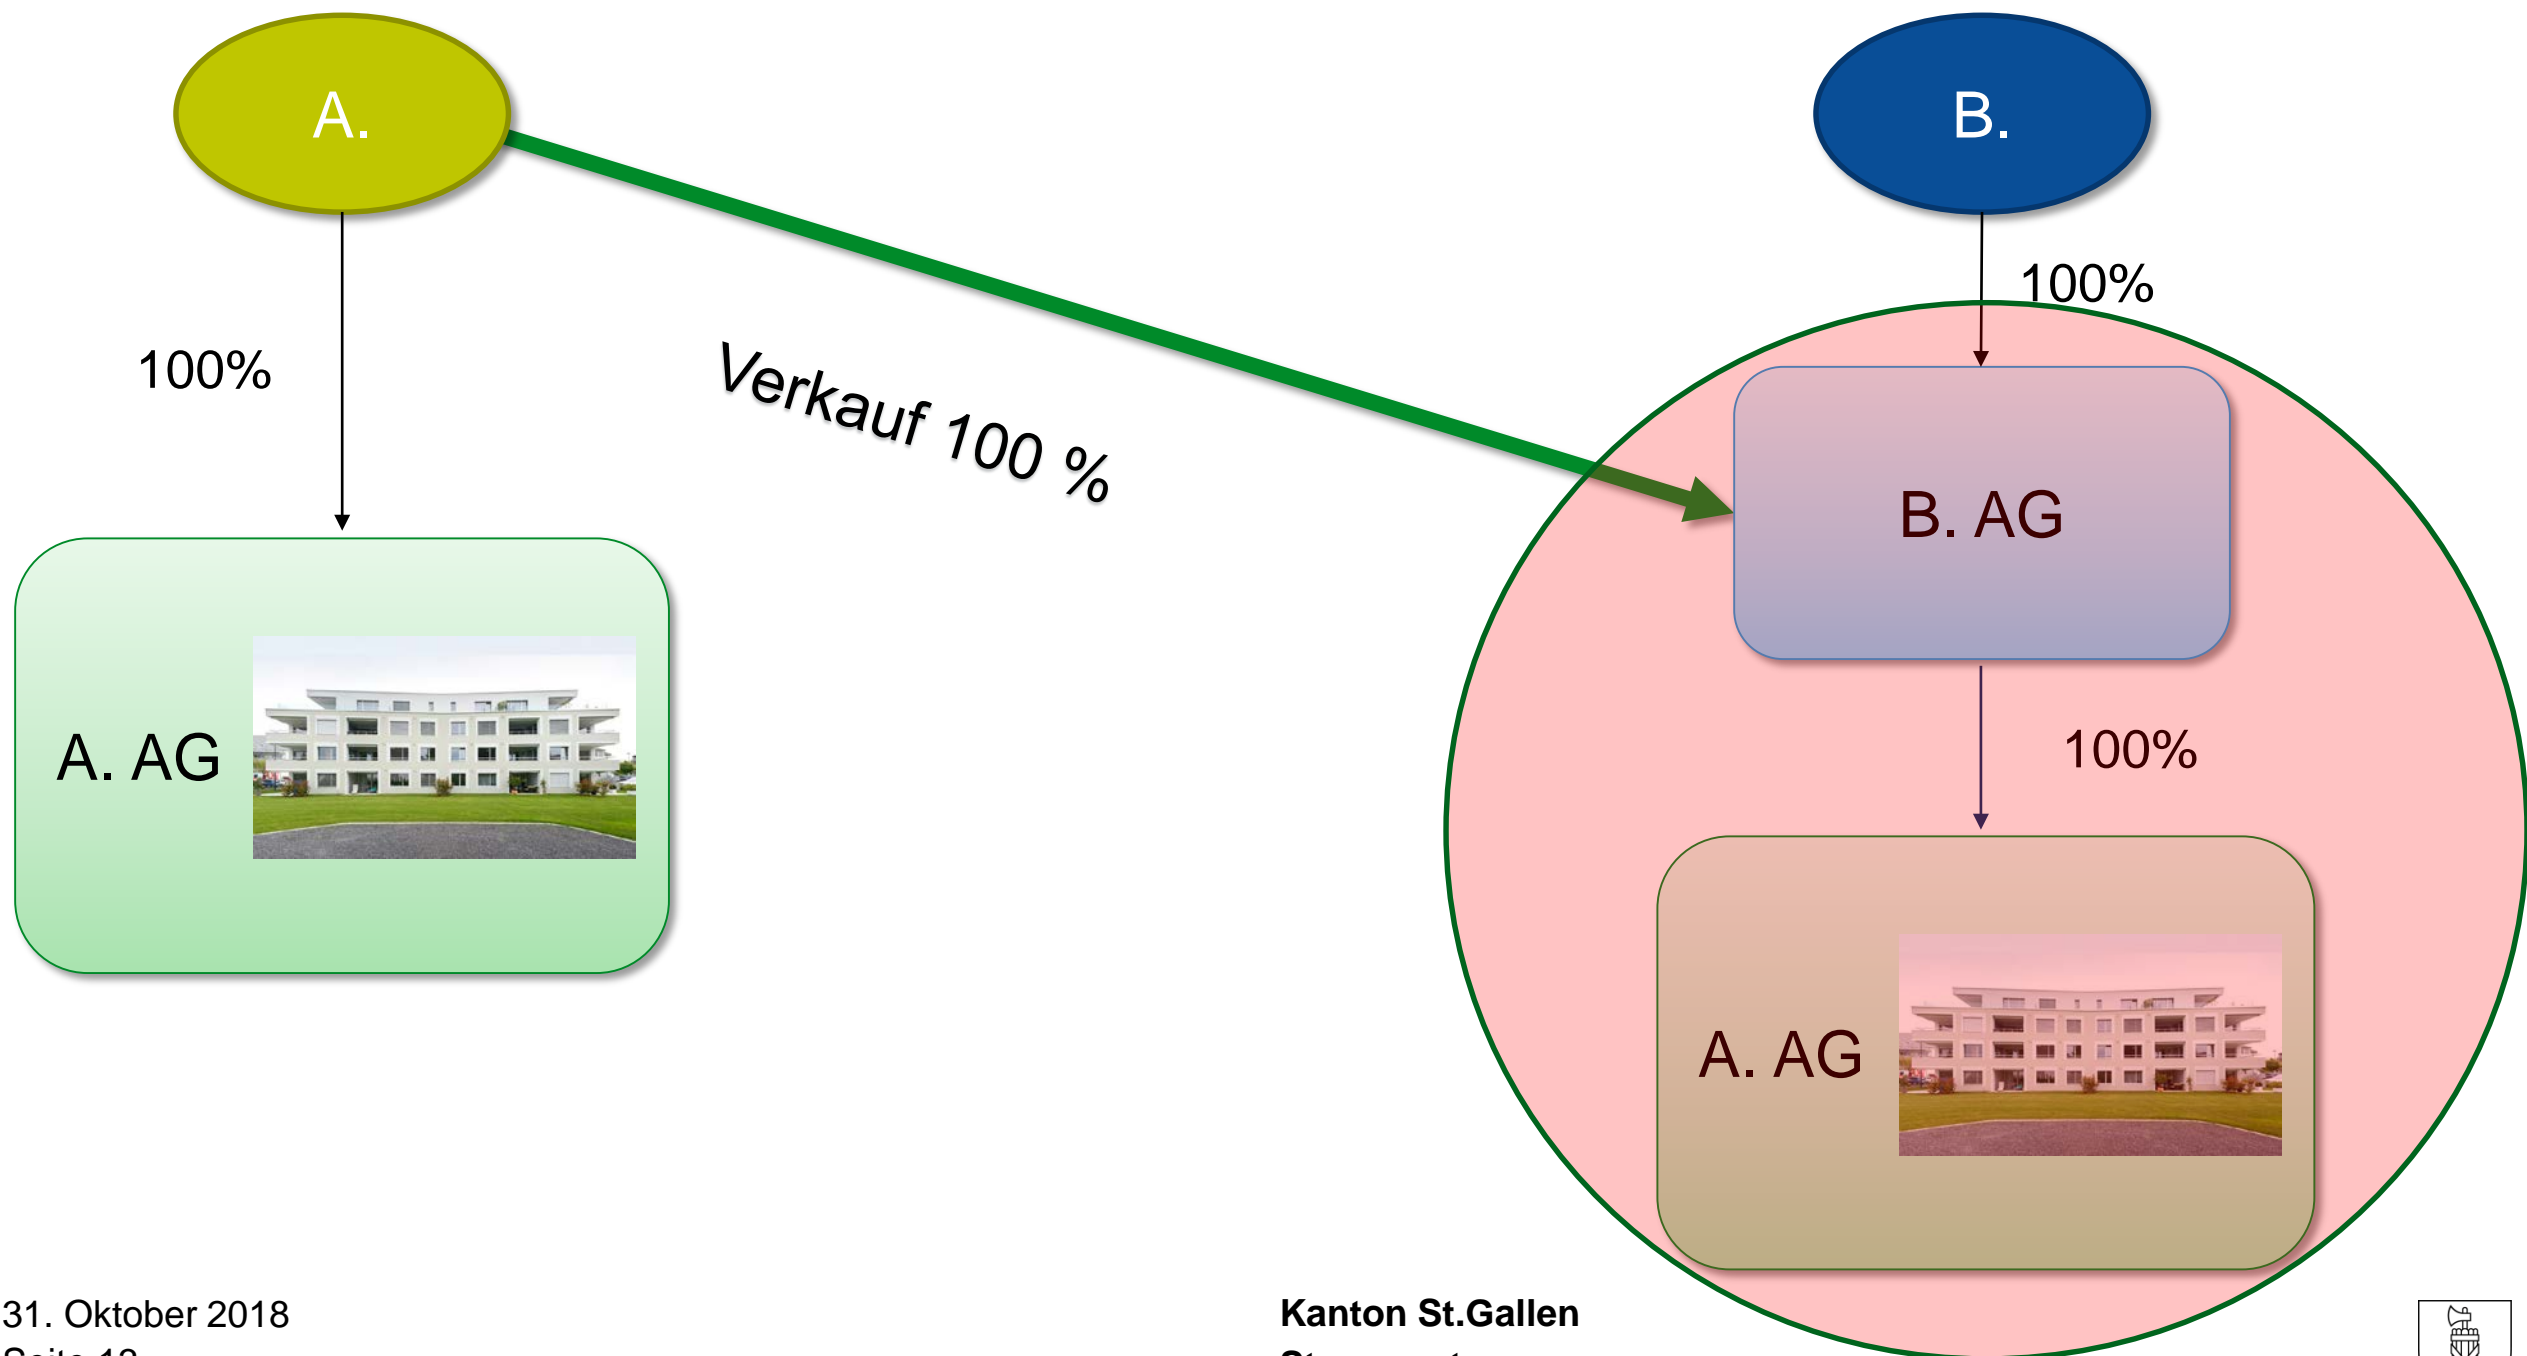 A.
B.
100%
100%
Verkauf 100 %
B. AG
A. AG
100%
A. AG
31. Oktober 2018
Kanton St.Gallen